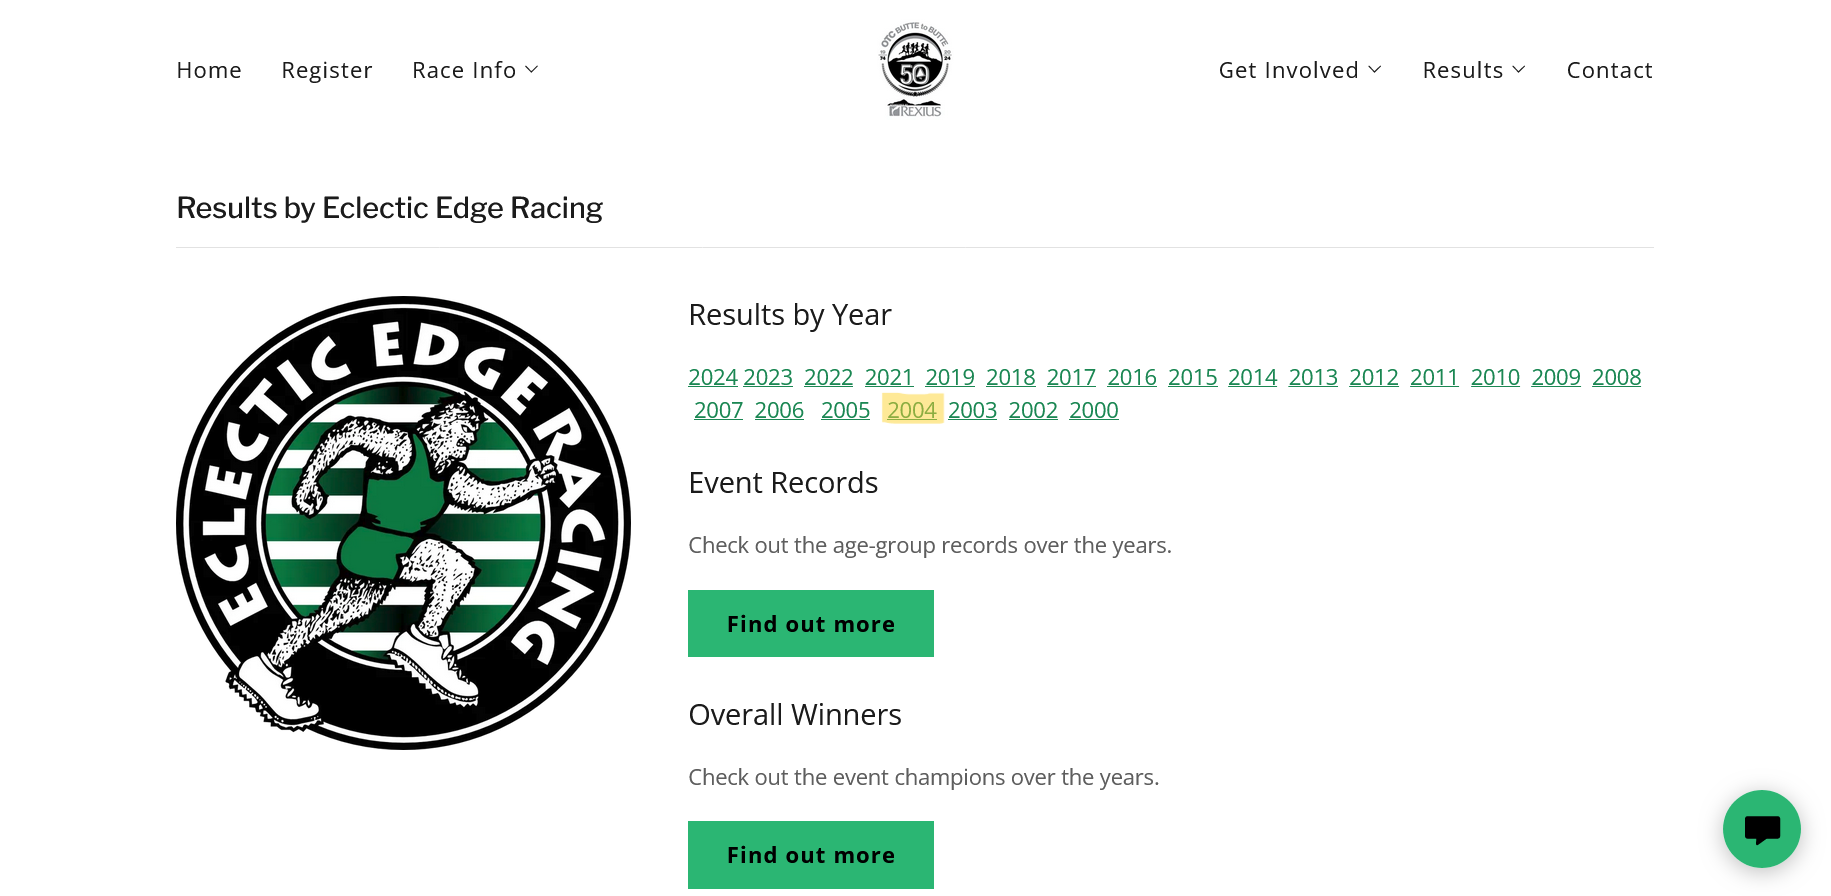 Home Register Race Info
OTC BUTTE to BUTTE
50
REXIUS
Get Involved Results Contact
Results by Eclectic Edge Racing
ECLECTIC EDGE RACING
Results by Year
2024 2023 2022 2021 2019 2018 2017 2016 2015 2014 2013 2012 2011 2010 2009 2008
2007 2006 2005 2004 2003 2002 2000
Event Records
Check out the age-group records over the years.
Find out more
Overall Winners
Check out the event champions over the years.
Find out more